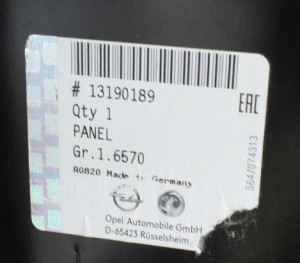 # 13190189
Qty 1
PANEL
Gr.1.6570
R0820 Made in Germany
Opel Automobile GmbH
D-65423 Rüsselsheim
EAC
5647074313